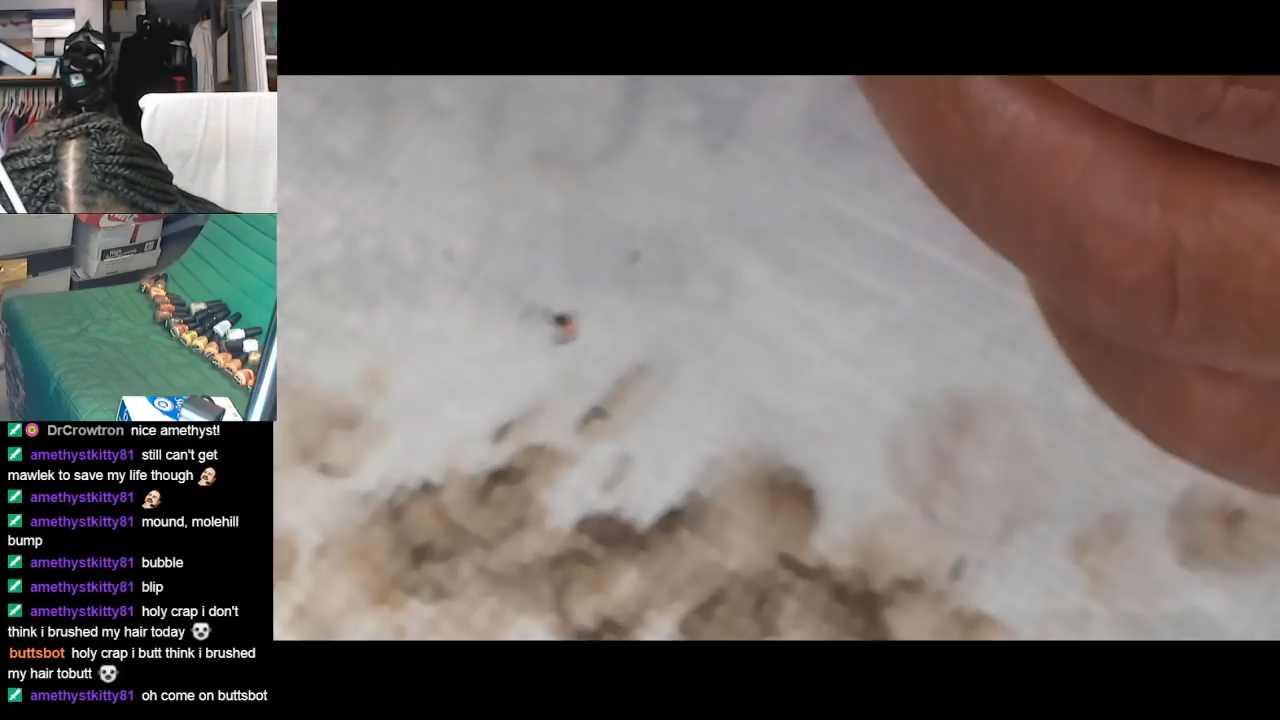 High
DrCrowtron nice amethyst!
amethystkitty81 still can't get
mawlek to save my life though
amethystkitty81
amethystkitty81 mound, molehill
bump
amethystkitty81 bubble
amethystkitty81 blip
amethystkitty81 holy crap i don't
think i brushed my hair today
buttsbot holy crap i butt think i brushed
my hair tobutt
amethystkitty81 oh come on buttsbot